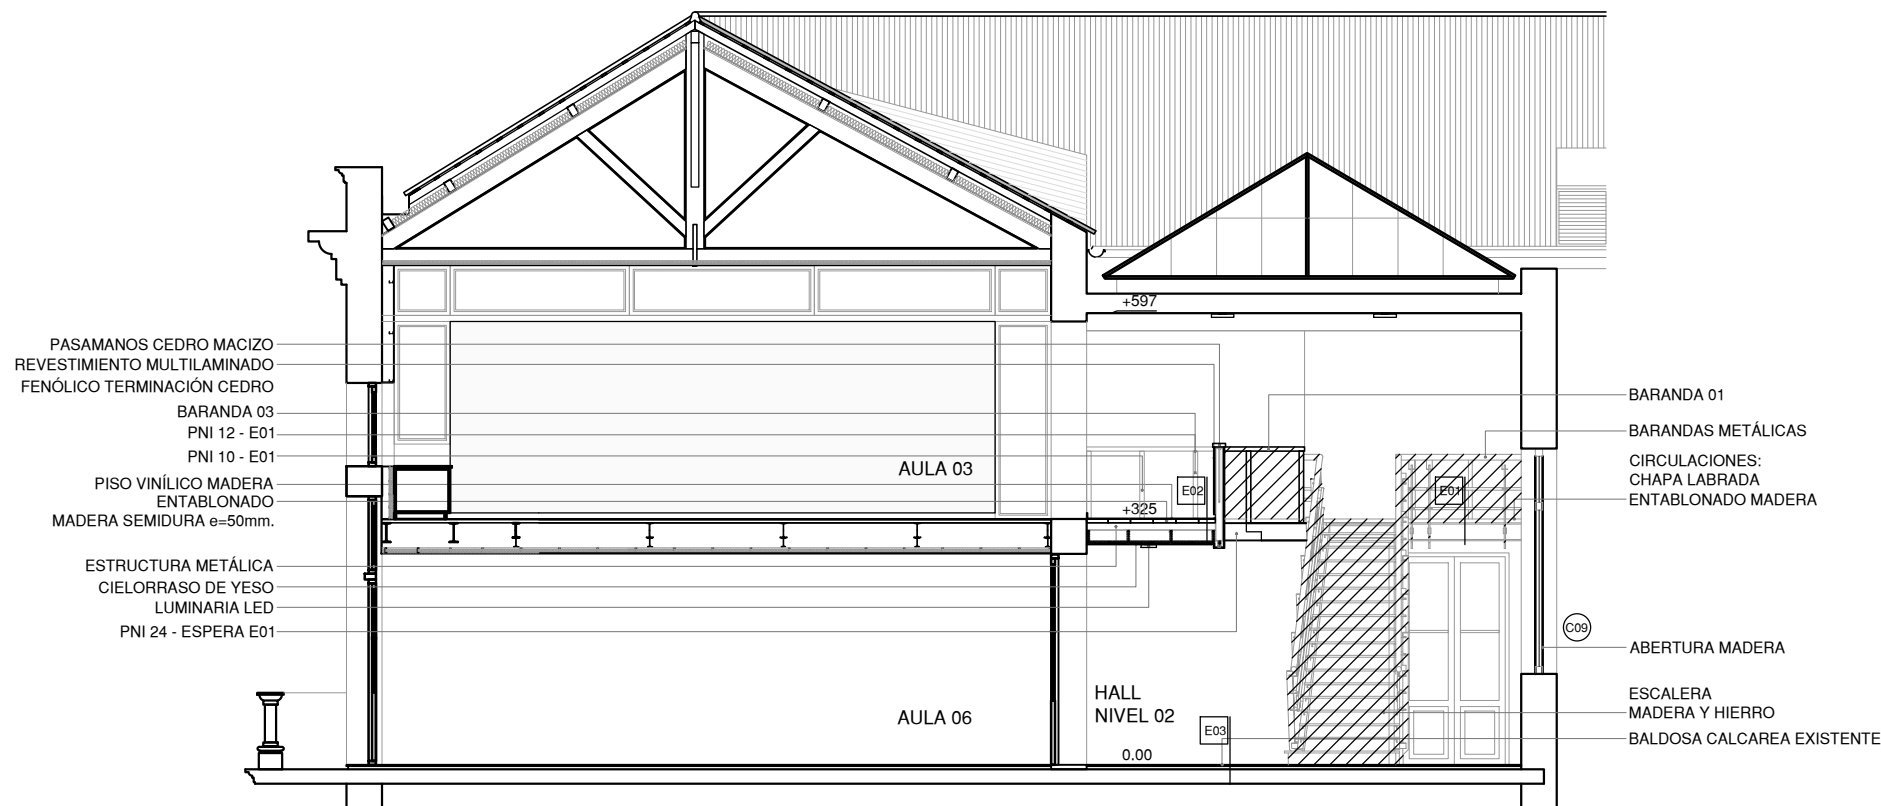 +597
PASAMANOS CEDRO MACIZO
REVESTIMIENTO MULTILAMINADO
FENÓLICO TERMINACIÓN CEDRO
BARANDA 03
PNI 12 - E01
PNI 10 - E01
PISO VINÍLICO MADERA
ENTABLONADO
MADERA SEMIDURA e=50mm.
ESTRUCTURA METÁLICA
CIELORRASO DE YESO
LUMINARIA LED
PNI 24 - ESPERA E01
AULA 03
E02
+325
E01
AULA 06
HALL
NIVEL 02
E03
0.00
BARANDA 01
BARANDAS METÁLICAS
CIRCULACIONES:
CHAPA LABRADA
ENTABLONADO MADERA
C09
ABERTURA MADERA
ESCALERA
MADERA Y HIERRO
BALDOSA CALCAREA EXISTENTE